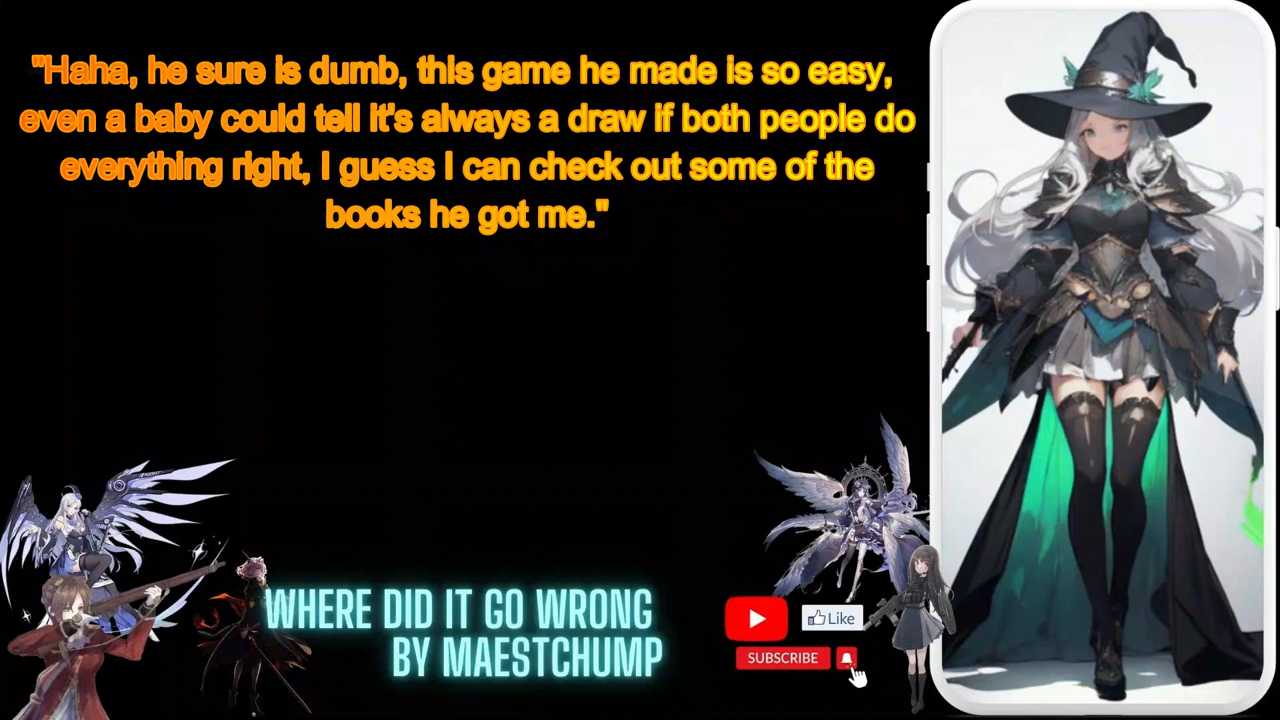 "Haha, he sure is dumb, this game he made is so easy,
even a baby could tell it's always a draw if both people do
everything right, I guess I can check out some of the
books he got me."
WHERE DID IT GO WRONG
BY MAESTCHUMP
Like
SUBSCRIBE